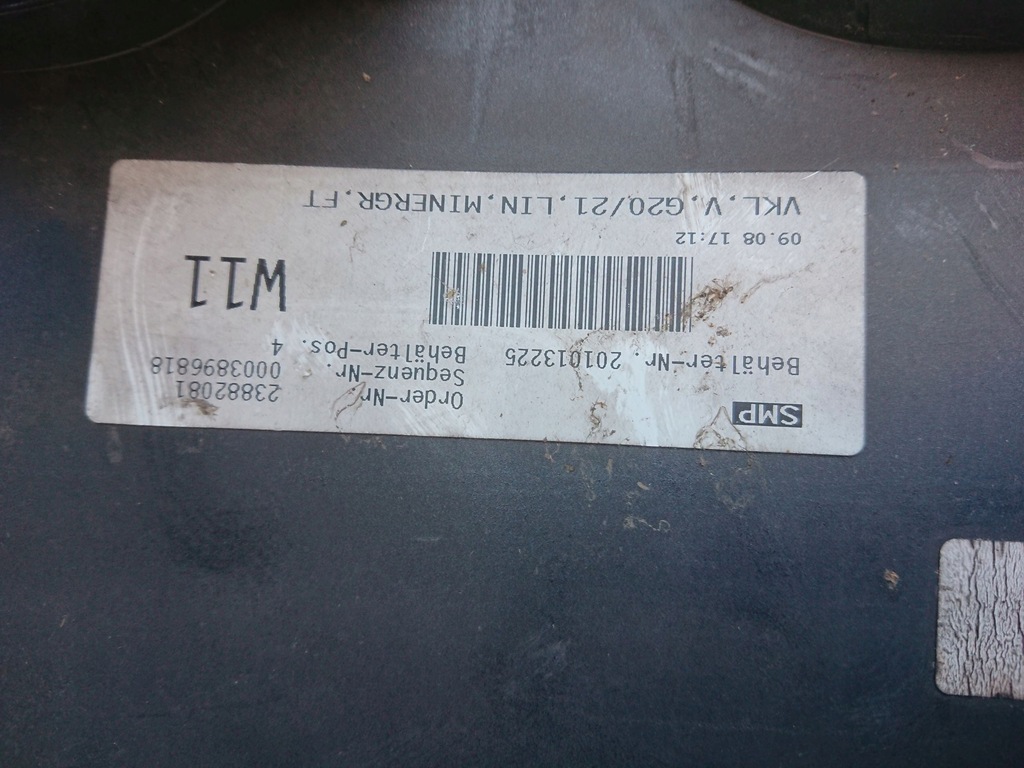 SMP
Order-Nr. 23882081
Sequenz-Nr. 0003896818
Behälter-Nr. 201013225 Behälter-Pos. 4
W11
09.08 17:12
VKL,V,G20/21,LIN,MINERGR,FT